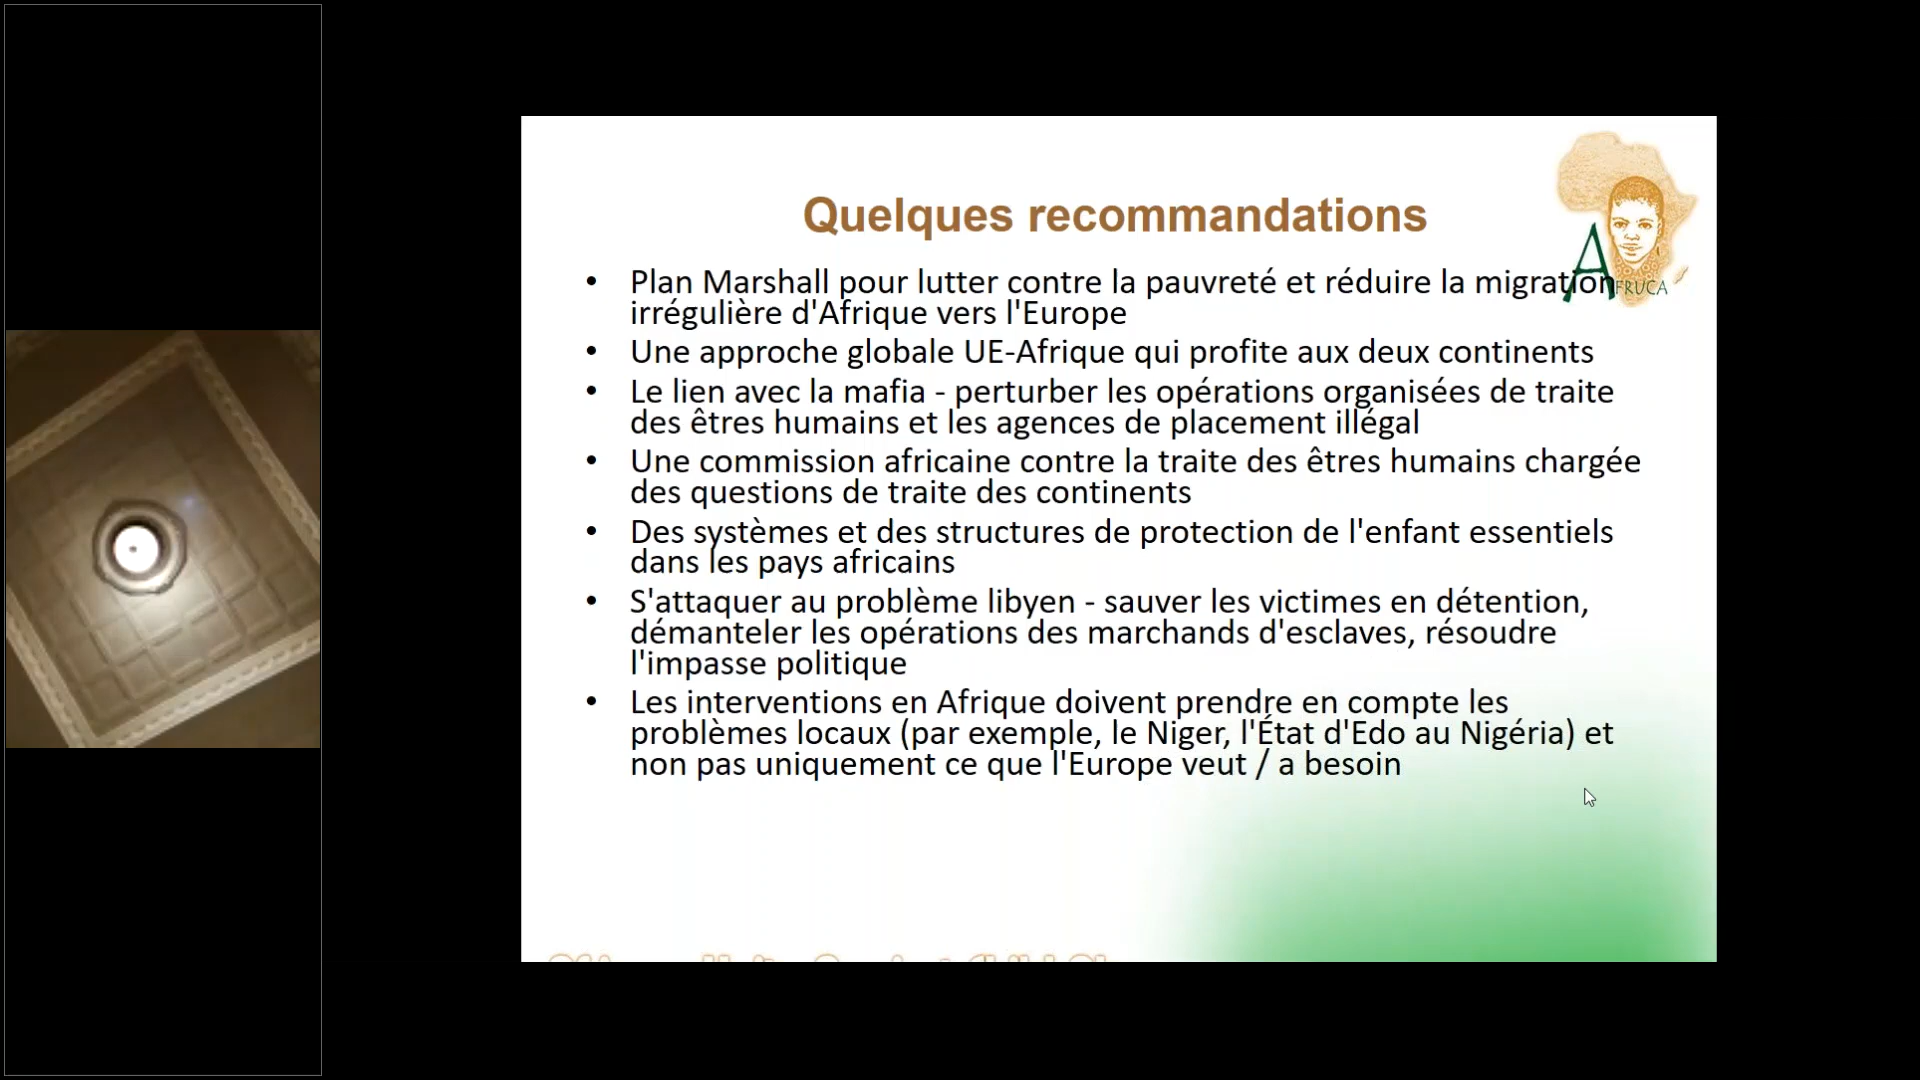 Quelques recommandations
AFRUCA
• Plan Marshall pour lutter contre la pauvreté et réduire la migration
irrégulière d'Afrique vers l'Europe
• Une approche globale UE-Afrique qui profite aux deux continents
• Le lien avec la mafia - perturber les opérations organisées de traite
des êtres humains et les agences de placement illégal
• Une commission africaine contre la traite des êtres humains chargée
des questions de traite des continents
• Des systèmes et des structures de protection de l'enfant essentiels
dans les pays africains
• S'attaquer au problème libyen - sauver les victimes en détention,
démanteler les opérations des marchands d'esclaves, résoudre
l'impasse politique
• Les interventions en Afrique doivent prendre en compte les
problèmes locaux (par exemple, le Niger, l'État d'Edo au Nigéria) et
non pas uniquement ce que l'Europe veut / a besoin